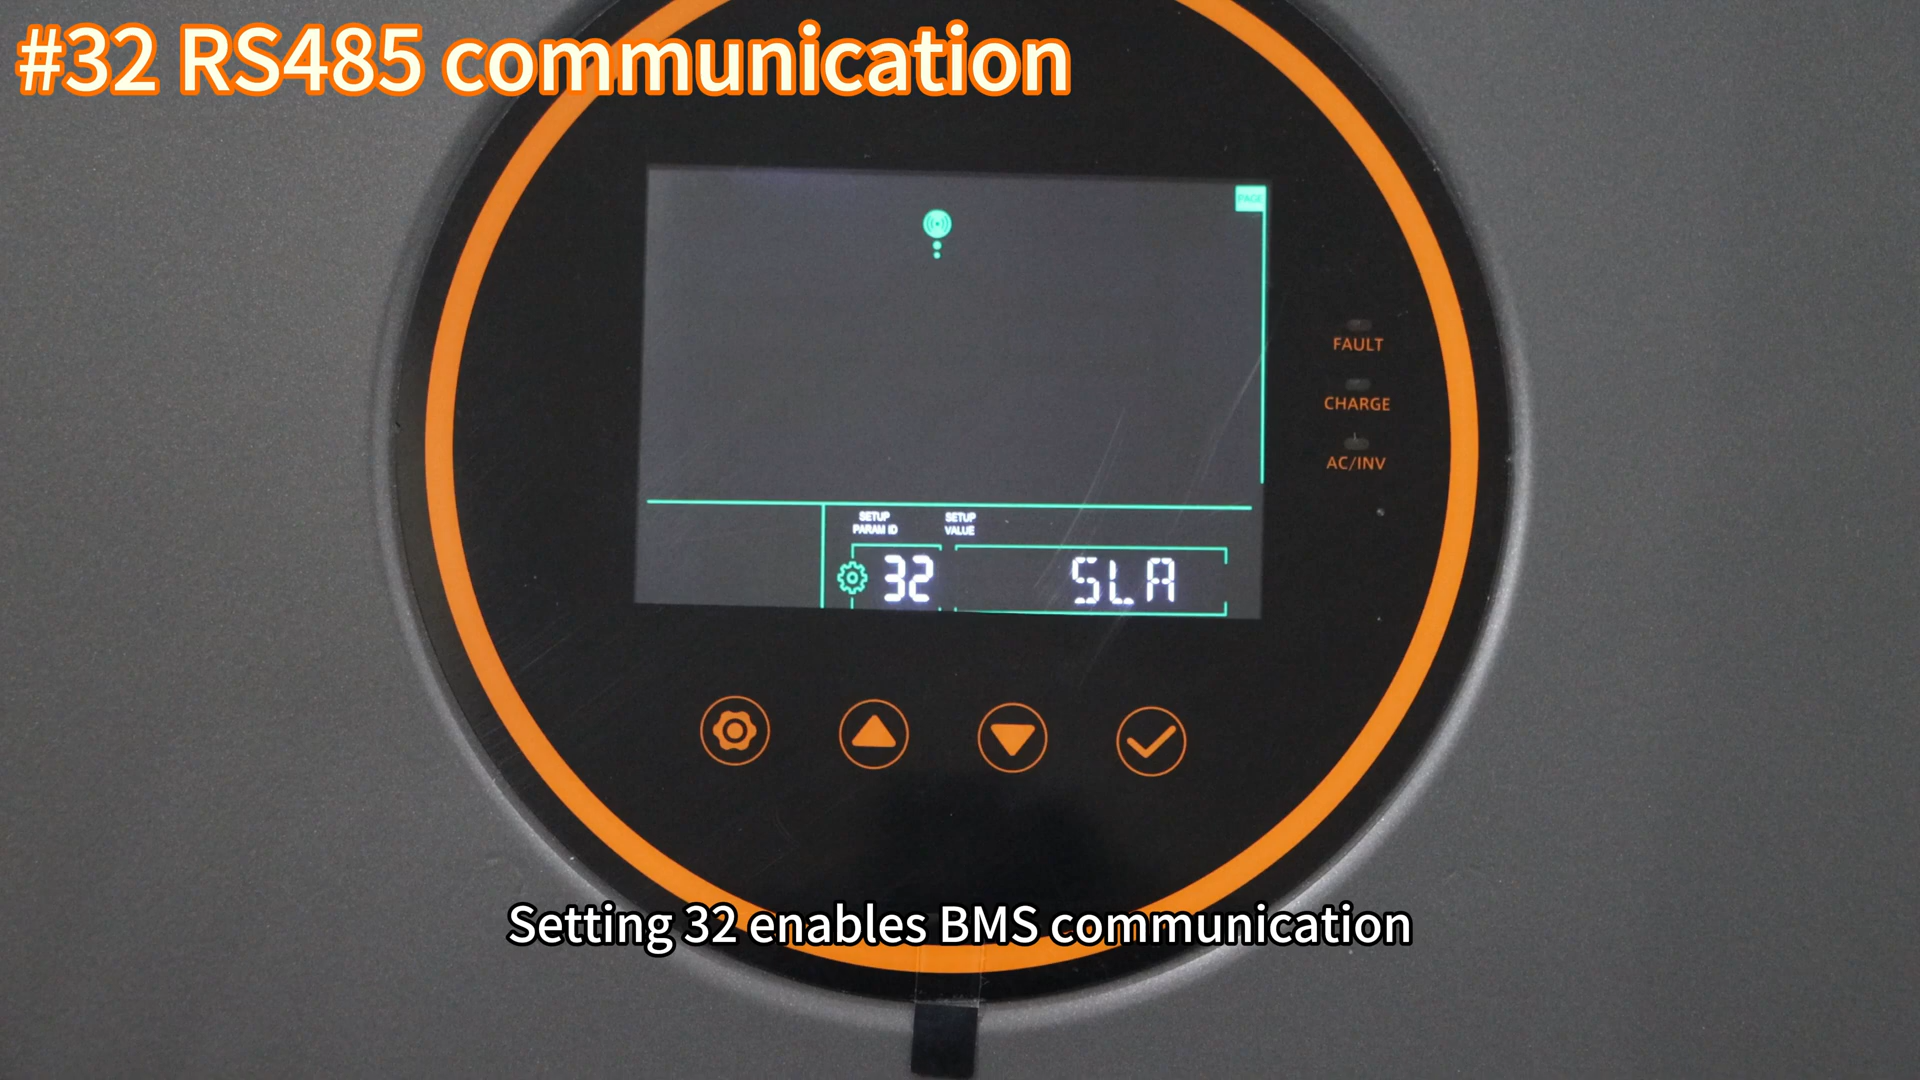 #32 RS485 communication
PAGE
FAULT
CHARGE
AC/INV
SETUP
PARAM ID
SETUP
VALUE
32
SLA
Setting 32 enables BMS communication